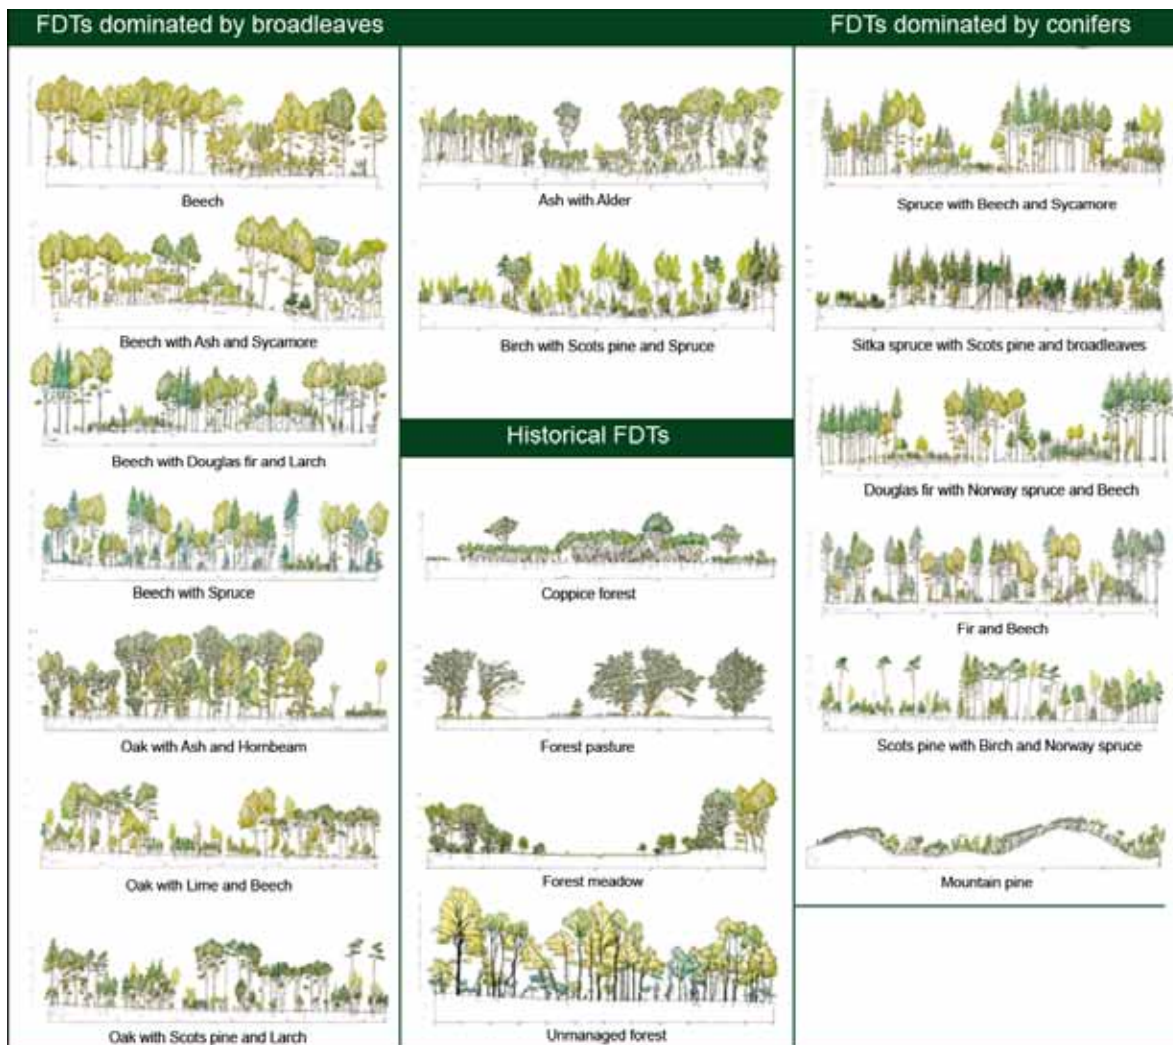 FDTs dominated by broadleaves
Beech
Beech with Ash and Sycamore
Beech with Douglas fir and Larch
Beech with Spruce
Oak with Ash and Hornbeam
Oak with Lime and Beech
Oak with Scots pine and Larch
Ash with Alder
Birch with Scots pine and Spruce
Historical FDTs
Coppice forest
Forest pasture
Forest meadow
Unmanaged forest
FDTs dominated by conifers
Spruce with Beech and Sycamore
Sitka spruce with Scots pine and broadleaves
Douglas fir with Norway spruce and Beech
Fir and Beech
Scots pine with Birch and Norway spruce
Mountain pine